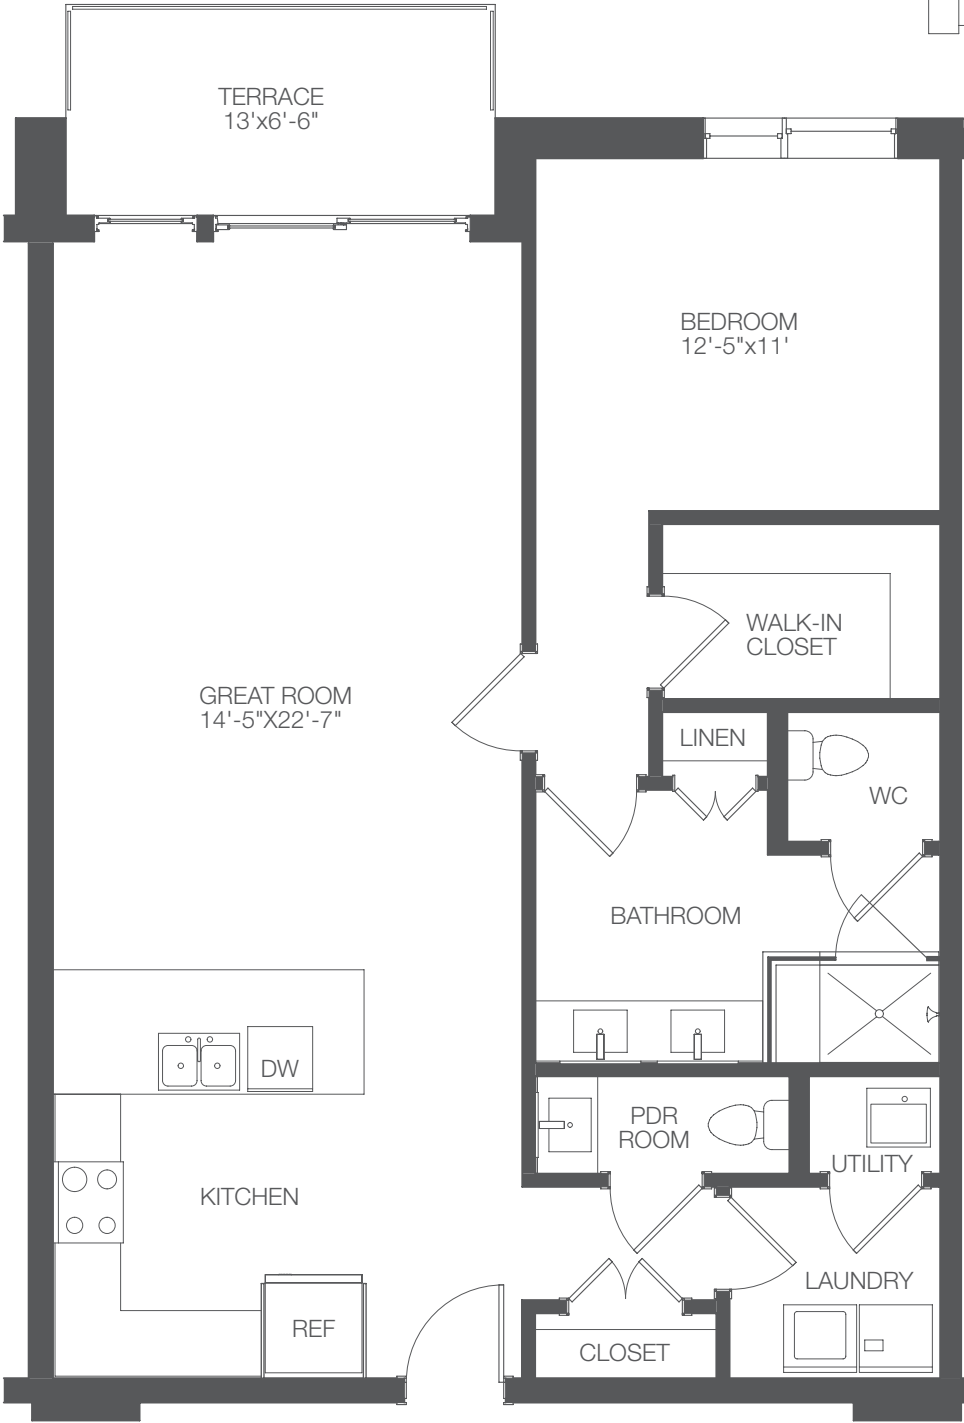 TERRACE
13'x6'-6"
BEDROOM
12'-5"x11'
WALK-IN
CLOSET
GREAT ROOM
14'-5"X22'-7"
LINEN
WC
BATHROOM
DW
PDR
ROOM
UTILITY
KITCHEN
LAUNDRY
REF
CLOSET